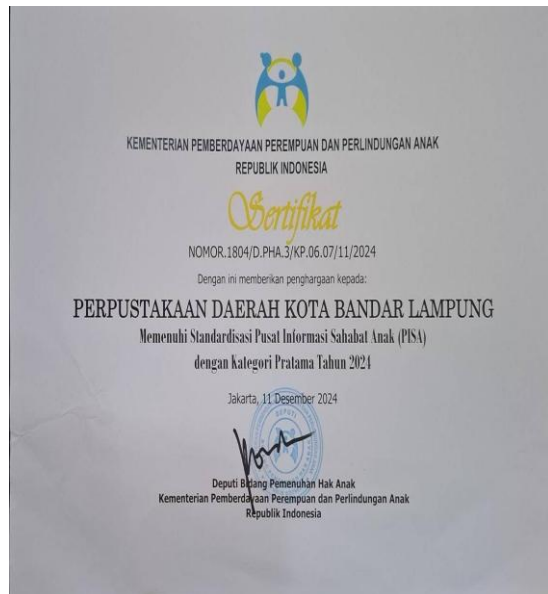 KEMENTERIAN PEMBERDAYAAN PEREMPUAN DAN PERLINDUNGAN ANAK
REPUBLIK INDONESIA
Sertifikat
NOMOR.1804/D.PHA.3/KP.06.07/11/2024
Dengan ini memberikan penghargaan kepada:
PERPUSTAKAAN DAERAH KOTA BANDAR LAMPUNG
Memenuhi Standardisasi Pusat Informasi Sahabat Anak (PISA)
dengan Kategori Pratama Tahun 2024
Jakarta, 11 Desember 2024
DEPUTI
Deputi Bidang Pemenuhan Hak Anak
Kementerian Pemberdayaan Perempuan dan Perlindungan Anak
Republik Indonesia